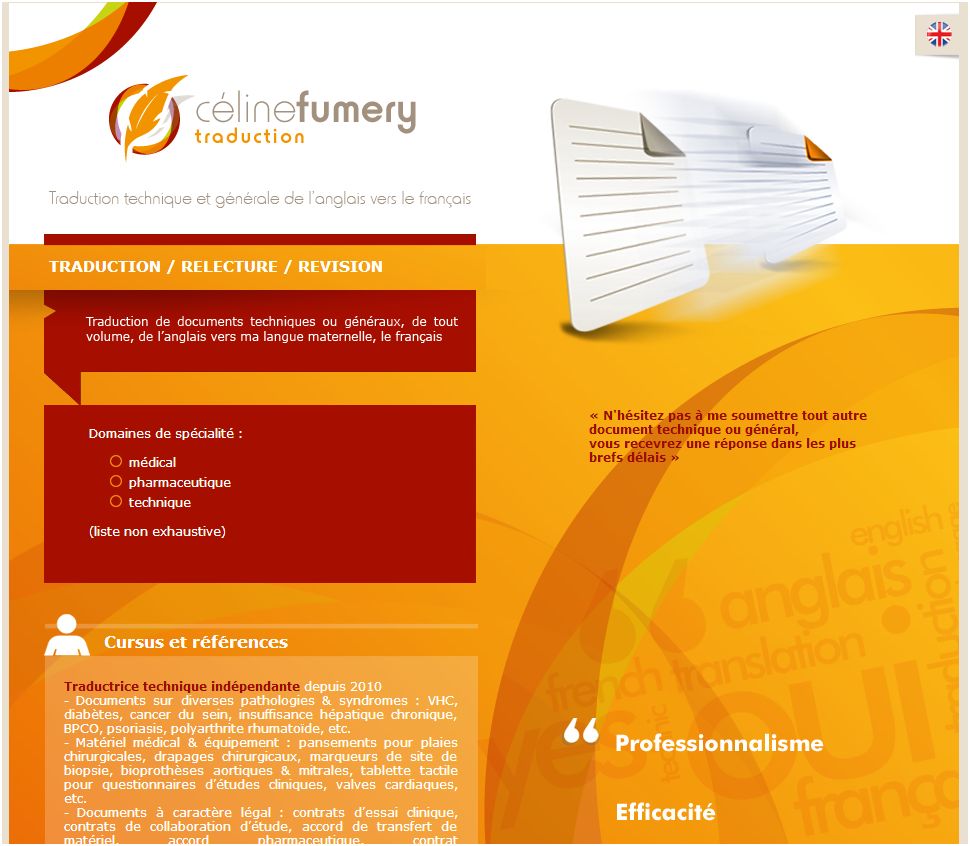 célinefumery
traduction
Traduction technique et générale de l'anglais vers le français
TRADUCTION / RELECTURE / REVISION
Traduction de documents techniques ou généraux, de tout
volume, de l'anglais vers ma langue maternelle, le français
Domaines de spécialité :
médical
pharmaceutique
technique
(liste non exhaustive)
« N'hésitez pas à me soumettre tout autre
document technique ou général,
vous recevrez une réponse dans les plus
brefs délais »
english
anglais
french translation
traduction
technic
yes
oui
frança
Cursus et références
Traductrice technique indépendante depuis 2010
- Documents sur diverses pathologies & syndromes : VHC,
diabètes, cancer du sein, insuffisance hépatique chronique,
BPCO, psoriasis, polyarthrite rhumatoide, etc.
- Matériel médical & équipement : pansements pour plaies
chirurgicales, drapages chirurgicaux, marqueurs de site de
biopsie, bioprothèses aortiques & mitrales, tablette tactile
pour questionnaires d'études cliniques, valves cardiaques,
etc.
- Documents à caractère légal : contrats d'essai clinique,
contrats de collaboration d'étude, accord de transfert de
matériel, accord pharmaceutique, contrat
“ Professionnalisme
Efficacité